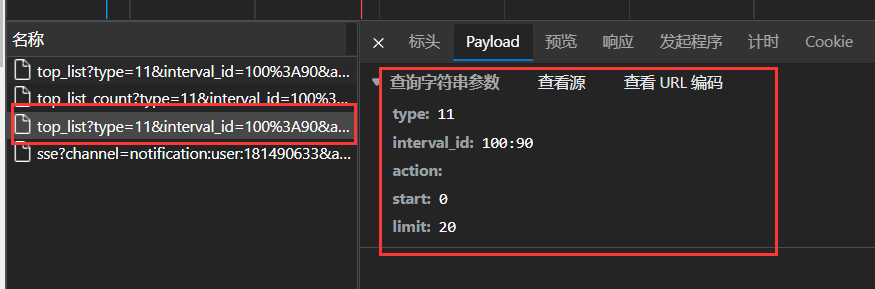 名称
top_list?type=11&interval_id=100%3A90&a...
top_list_count?type=11&interval_id=100%3...
top_list?type=11&interval_id=100%3A90&a...
sse?channel=notification:user:181490633&a...
标头 Payload 预览 响应 发起程序 计时 Cookie
查询字符串参数 查看源 查看 URL 编码
type: 11
interval_id: 100:90
action:
start: 0
limit: 20